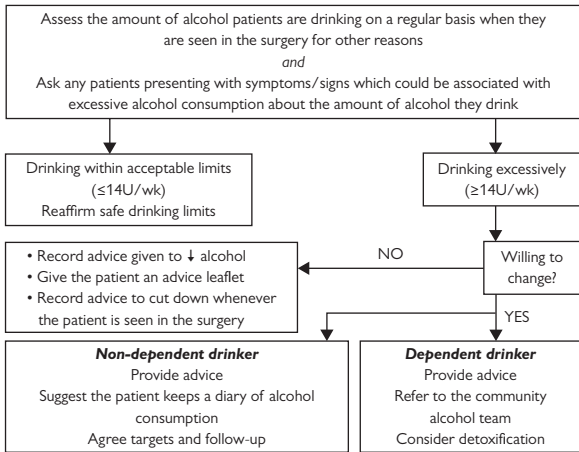 Assess the amount of alcohol patients are drinking on a regular basis when they
are seen in the surgery for other reasons
and
Ask any patients presenting with symptoms/signs which could be associated with
excessive alcohol consumption about the amount of alcohol they drink
Drinking within acceptable limits
(≤14U/wk)
Reaffirm safe drinking limits
Drinking excessively
(≥14U/wk)
• Record advice given to ↓ alcohol
• Give the patient an advice leaflet
• Record advice to cut down whenever
the patient is seen in the surgery
NO
Willing to
change?
YES
Non-dependent drinker
Provide advice
Suggest the patient keeps a diary of alcohol
consumption
Agree targets and follow-up
Dependent drinker
Provide advice
Refer to the community
alcohol team
Consider detoxification